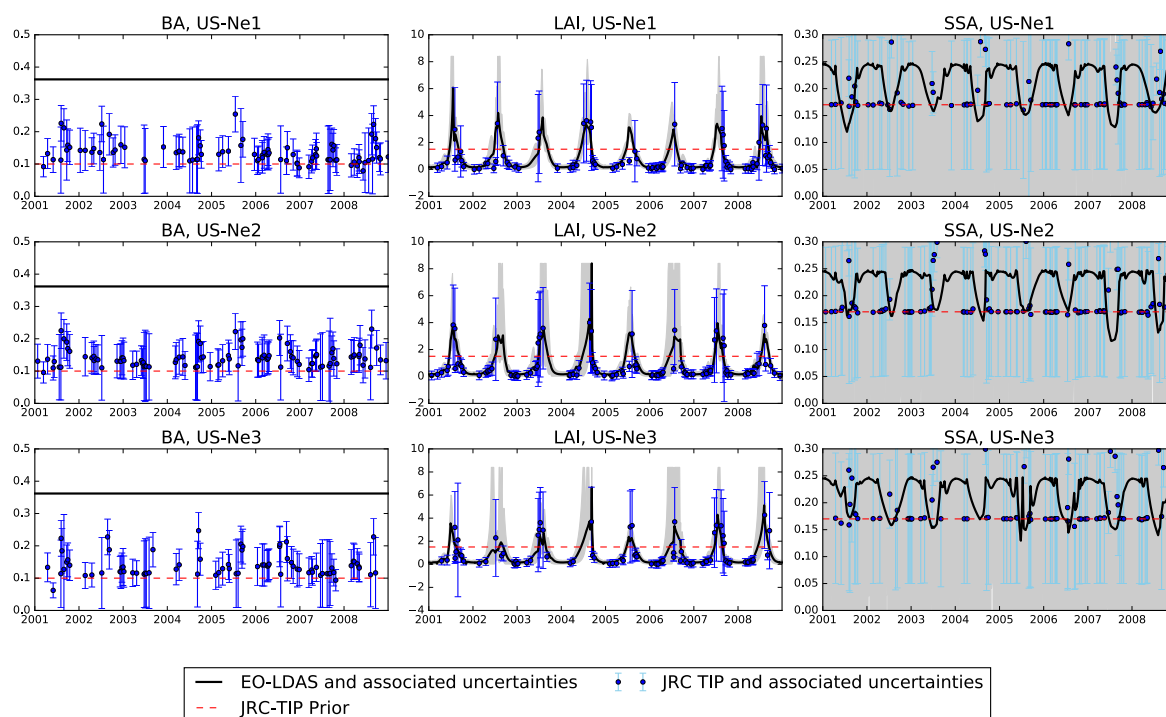 BA, US-Ne1
0.5
0.4
0.3
0.2
0.1
0.0
2001 2002 2003 2004 2005 2006 2007 2008
LAI, US-Ne1
10
8
6
4
2
0
−2
2001 2002 2003 2004 2005 2006 2007 2008
SSA, US-Ne1
0.30
0.25
0.20
0.15
0.10
0.05
0.00
2001 2002 2003 2004 2005 2006 2007 2008
BA, US-Ne2
0.5
0.4
0.3
0.2
0.1
0.0
2001 2002 2003 2004 2005 2006 2007 2008
LAI, US-Ne2
10
8
6
4
2
0
−2
2001 2002 2003 2004 2005 2006 2007 2008
SSA, US-Ne2
0.30
0.25
0.20
0.15
0.10
0.05
0.00
2001 2002 2003 2004 2005 2006 2007 2008
BA, US-Ne3
0.5
0.4
0.3
0.2
0.1
0.0
2001 2002 2003 2004 2005 2006 2007 2008
LAI, US-Ne3
10
8
6
4
2
0
−2
−4
2001 2002 2003 2004 2005 2006 2007 2008
SSA, US-Ne3
0.30
0.25
0.20
0.15
0.10
0.05
0.00
2001 2002 2003 2004 2005 2006 2007 2008
EO-LDAS and associated uncertainties
JRC-TIP Prior
JRC TIP and associated uncertainties